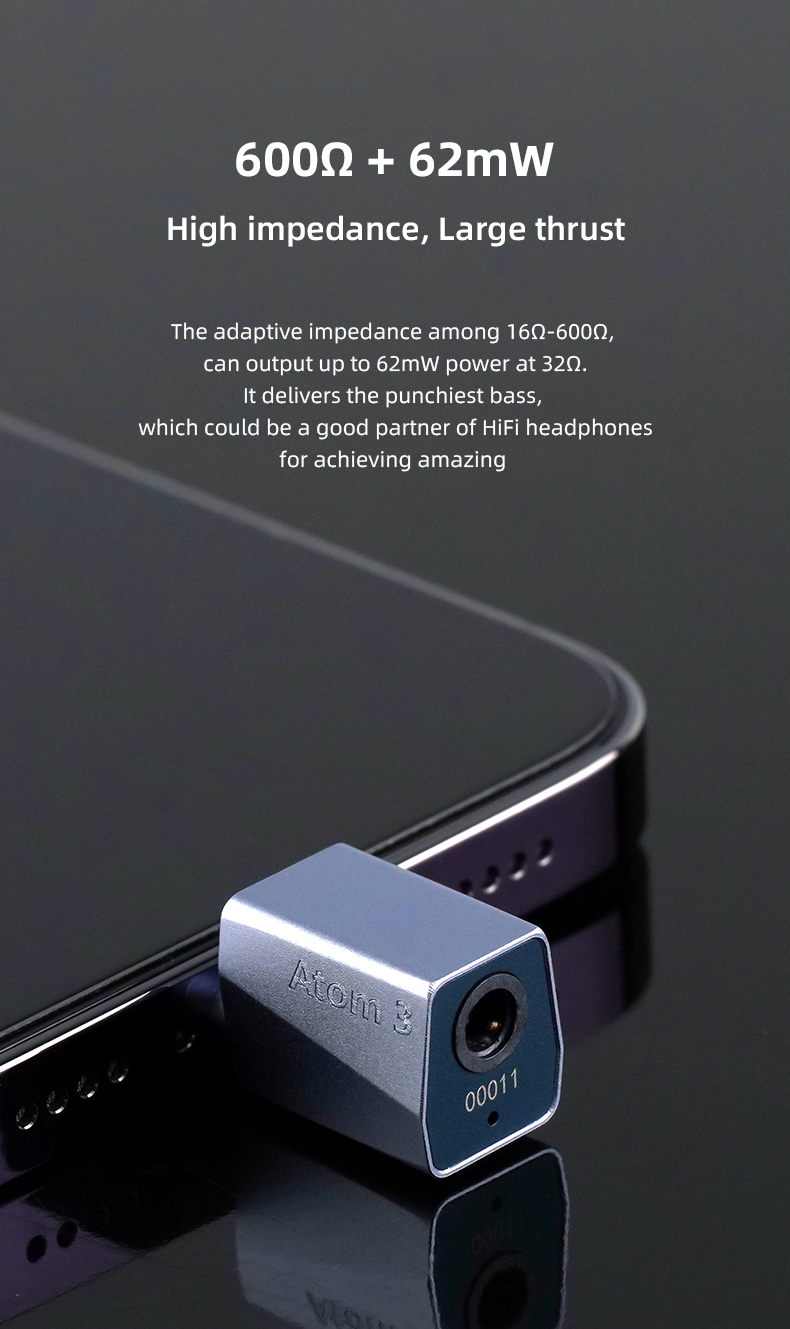 600Ω + 62mW
High impedance, Large thrust
The adaptive impedance among 16Ω-600Ω,
can output up to 62mW power at 32Ω.
It delivers the punchiest bass,
which could be a good partner of HiFi headphones
for achieving amazing
Atom 3
00011